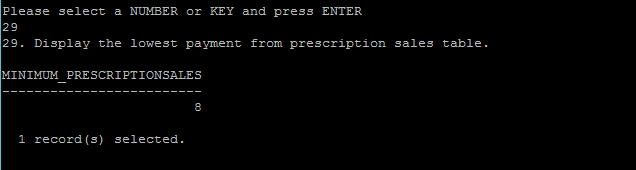 Please select a NUMBER or KEY and press ENTER
29
29. Display the lowest payment from prescription sales table.
MINIMUM_PRESCRIPTIONSALES
-------------------------
8
1 record(s) selected.